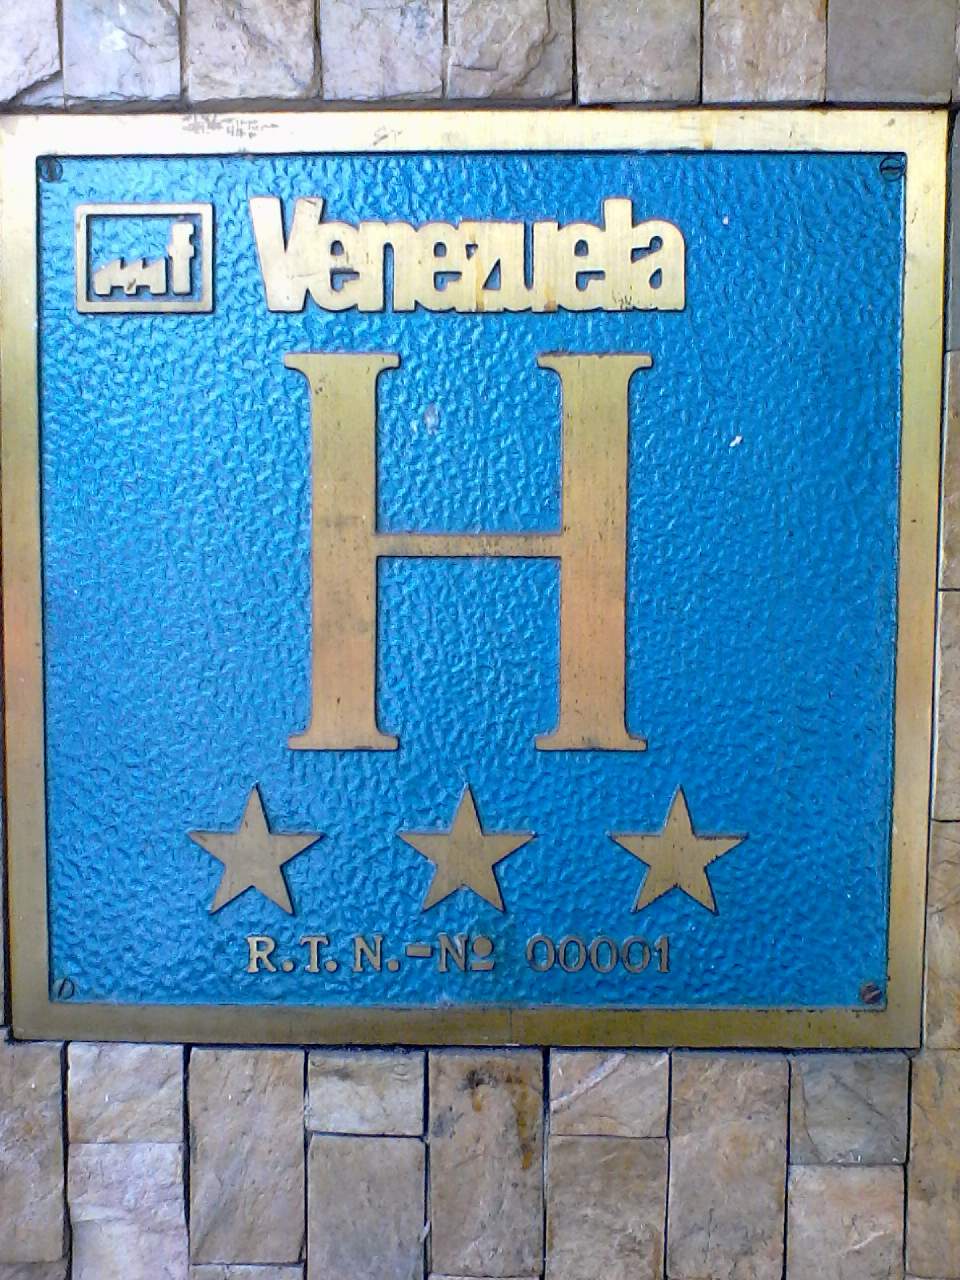 mf Venezuela
H
R.T.N.-Nº 00001